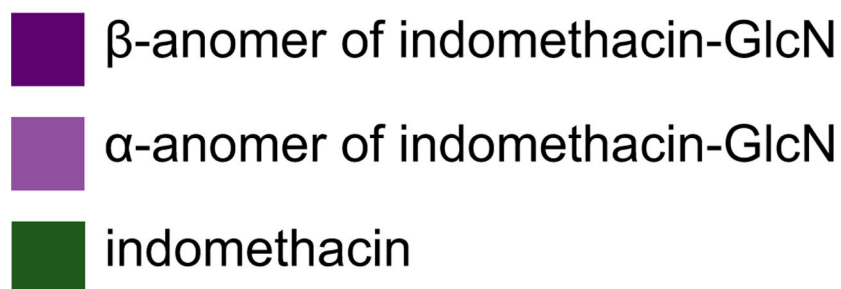 β-anomer of indomethacin-GlcN
α-anomer of indomethacin-GlcN
indomethacin